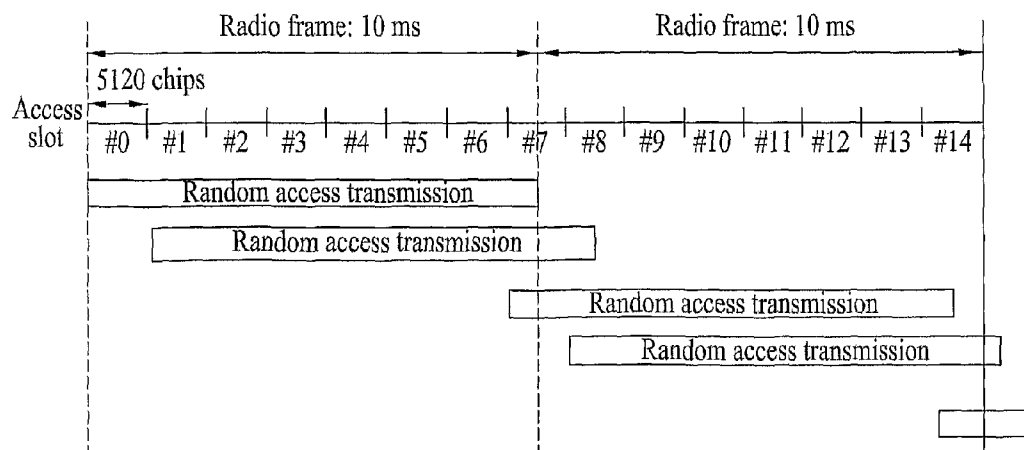 Radio frame: 10 ms
Radio frame: 10 ms
5120 chips
Access
slot
#0 #1 #2 #3 #4 #5 #6 #7 #8 #9 #10 #11 #12 #13 #14
Random access transmission
Random access transmission
Random access transmission
Random access transmission